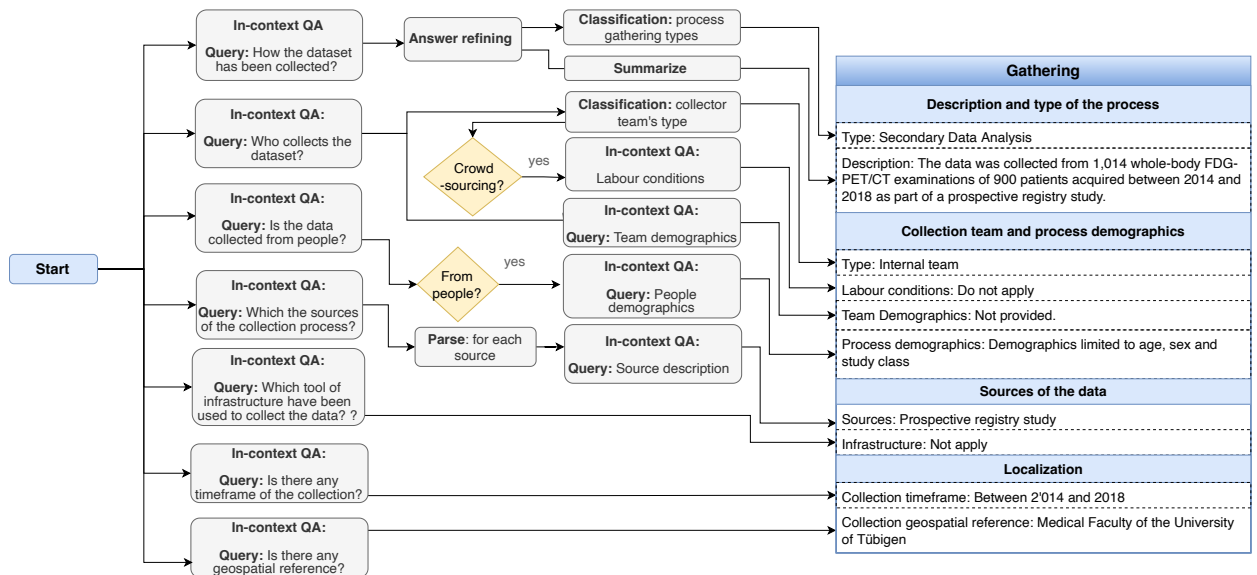 Start
In-context QA
Query: How the dataset
has been collected?
Answer refining
Classification: process
gathering types
Summarize
In-context QA:
Query: Who collects the
dataset?
Classification: collector
team's type
Crowd
-sourcing?
yes
In-context QA:
Labour conditions
In-context QA:
Query: Team demographics
In-context QA:
Query: Is the data
collected from people?
From
people?
yes
In-context QA:
Query: People
demographics
In-context QA:
Query: Which the sources
of the collection process?
Parse: for each
source
In-context QA:
Query: Source description
In-context QA:
Query: Which tool of
infrastructure have been
used to collect the data? ?
In-context QA:
Query: Is there any
timeframe of the collection?
In-context QA:
Query: Is there any
geospatial reference?
Gathering
Description and type of the process
Type: Secondary Data Analysis
Description: The data was collected from 1,014 whole-body FDG-
PET/CT examinations of 900 patients acquired between 2014 and
2018 as part of a prospective registry study.
Collection team and process demographics
Type: Internal team
Labour conditions: Do not apply
Team Demographics: Not provided.
Process demographics: Demographics limited to age, sex and
study class
Sources of the data
Sources: Prospective registry study
Infrastructure: Not apply
Localization
Collection timeframe: Between 2'014 and 2018
Collection geospatial reference: Medical Faculty of the University
of Tübigen